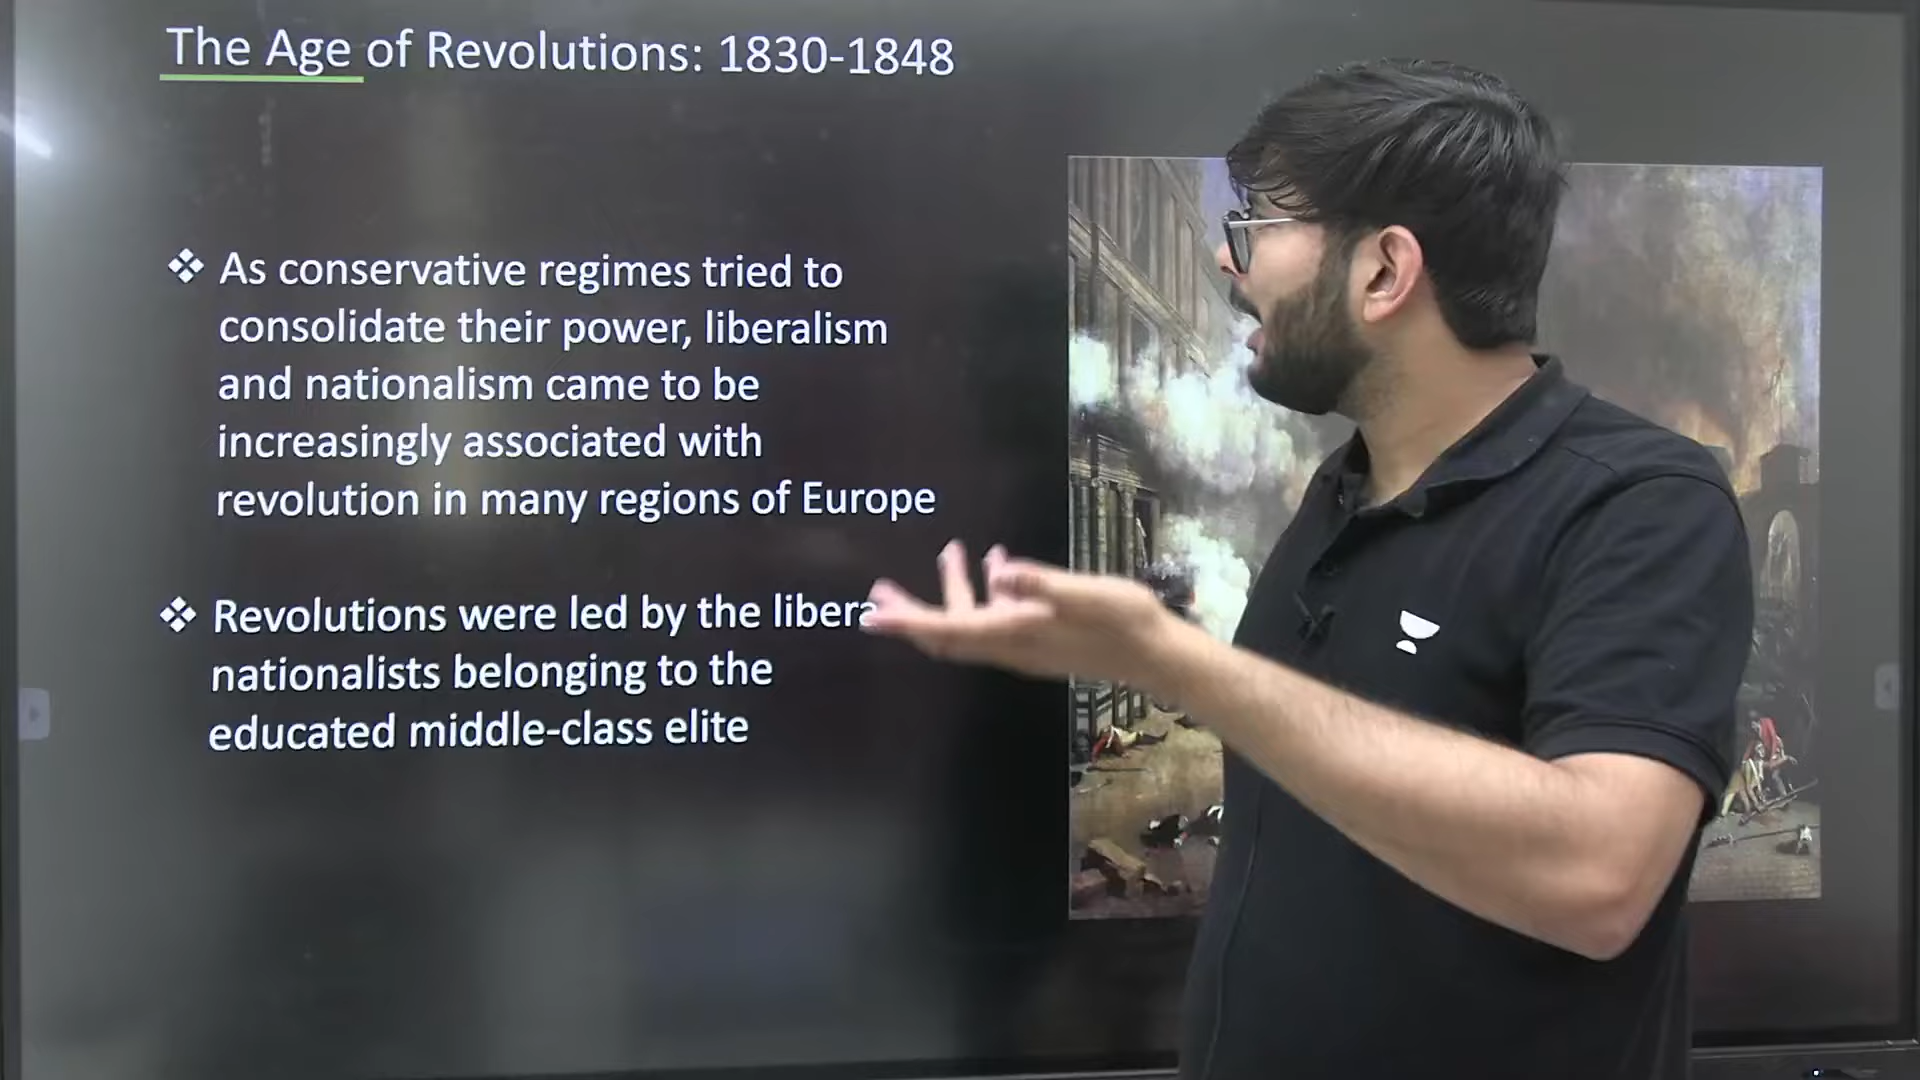 The Age of Revolutions: 1830-1848
❖ As conservative regimes tried to
consolidate their power, liberalism
and nationalism came to be
increasingly associated with
revolution in many regions of Europe
❖ Revolutions were led by the libera
nationalists belonging to the
educated middle-class elite